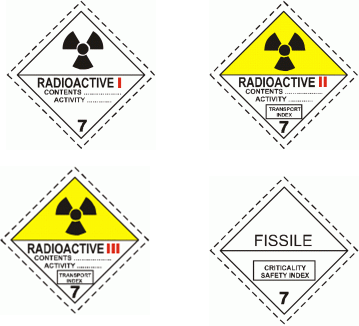 RADIOACTIVE I
CONTENTS ................
ACTIVITY ................
7
RADIOACTIVE II
CONTENTS ................
ACTIVITY ................
TRANSPORT
INDEX
7
RADIOACTIVE III
CONTENTS ................
ACTIVITY ................
TRANSPORT
INDEX
7
FISSILE
CRITICALITY
SAFETY INDEX
7